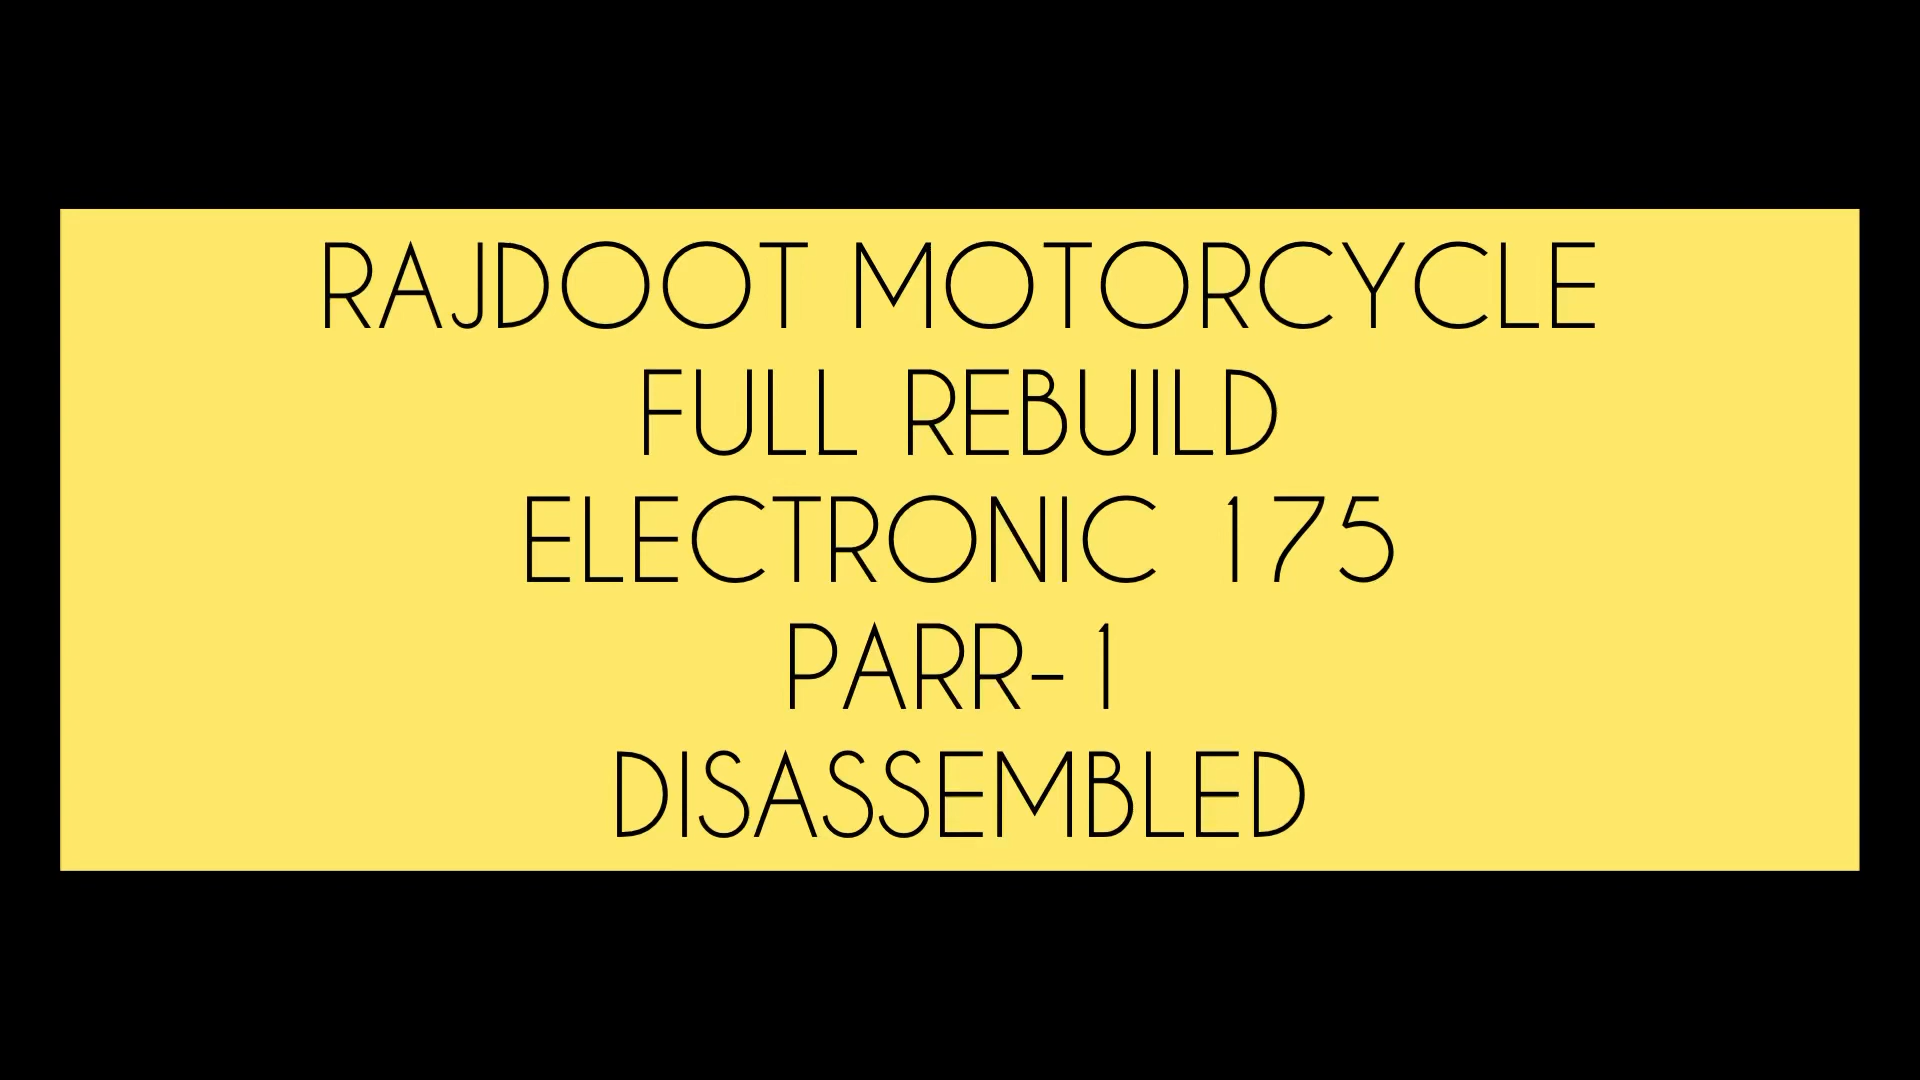 RAJDOOT MOTORCYCLE
FULL REBUILD
ELECTRONIC 175
PARR-1
DISASSEMBLED